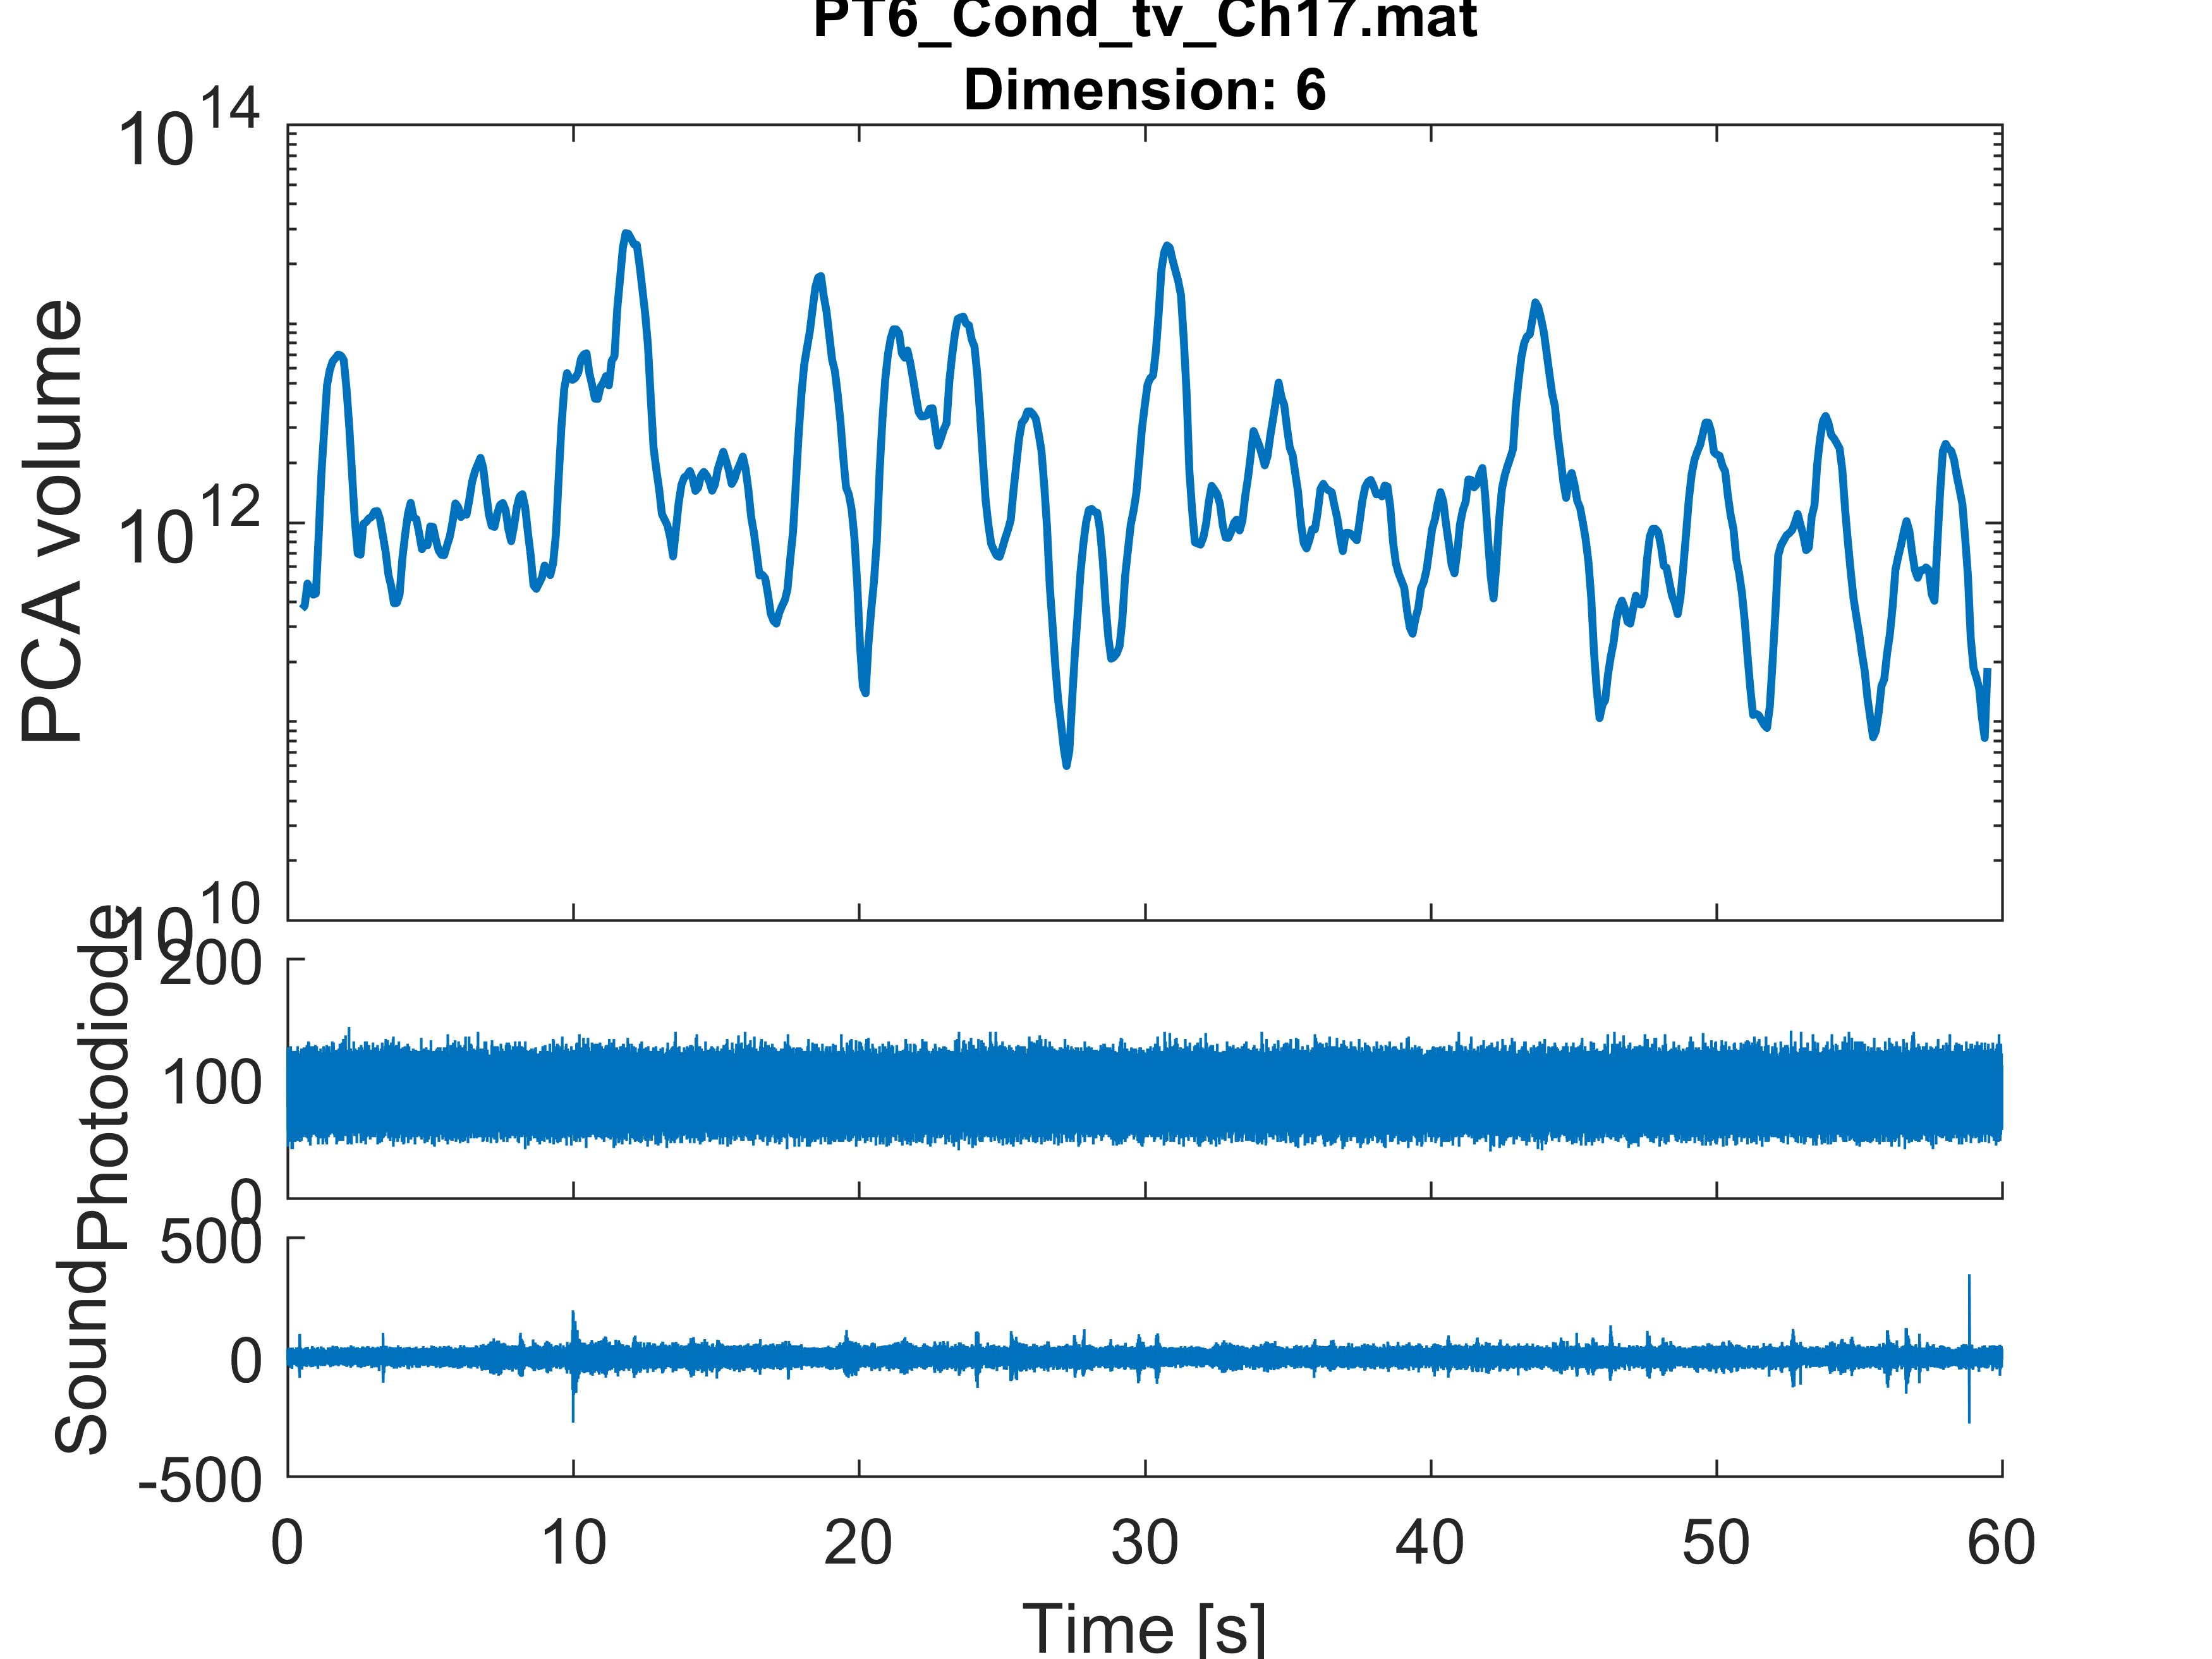 PT6_Cond_tv_Ch17.mat
Dimension: 6
PCA volume
10^14
10^12
10^10
Photodiode
200
100
0
Sound
500
0
-500
0 10 20 30 40 50 60
Time [s]